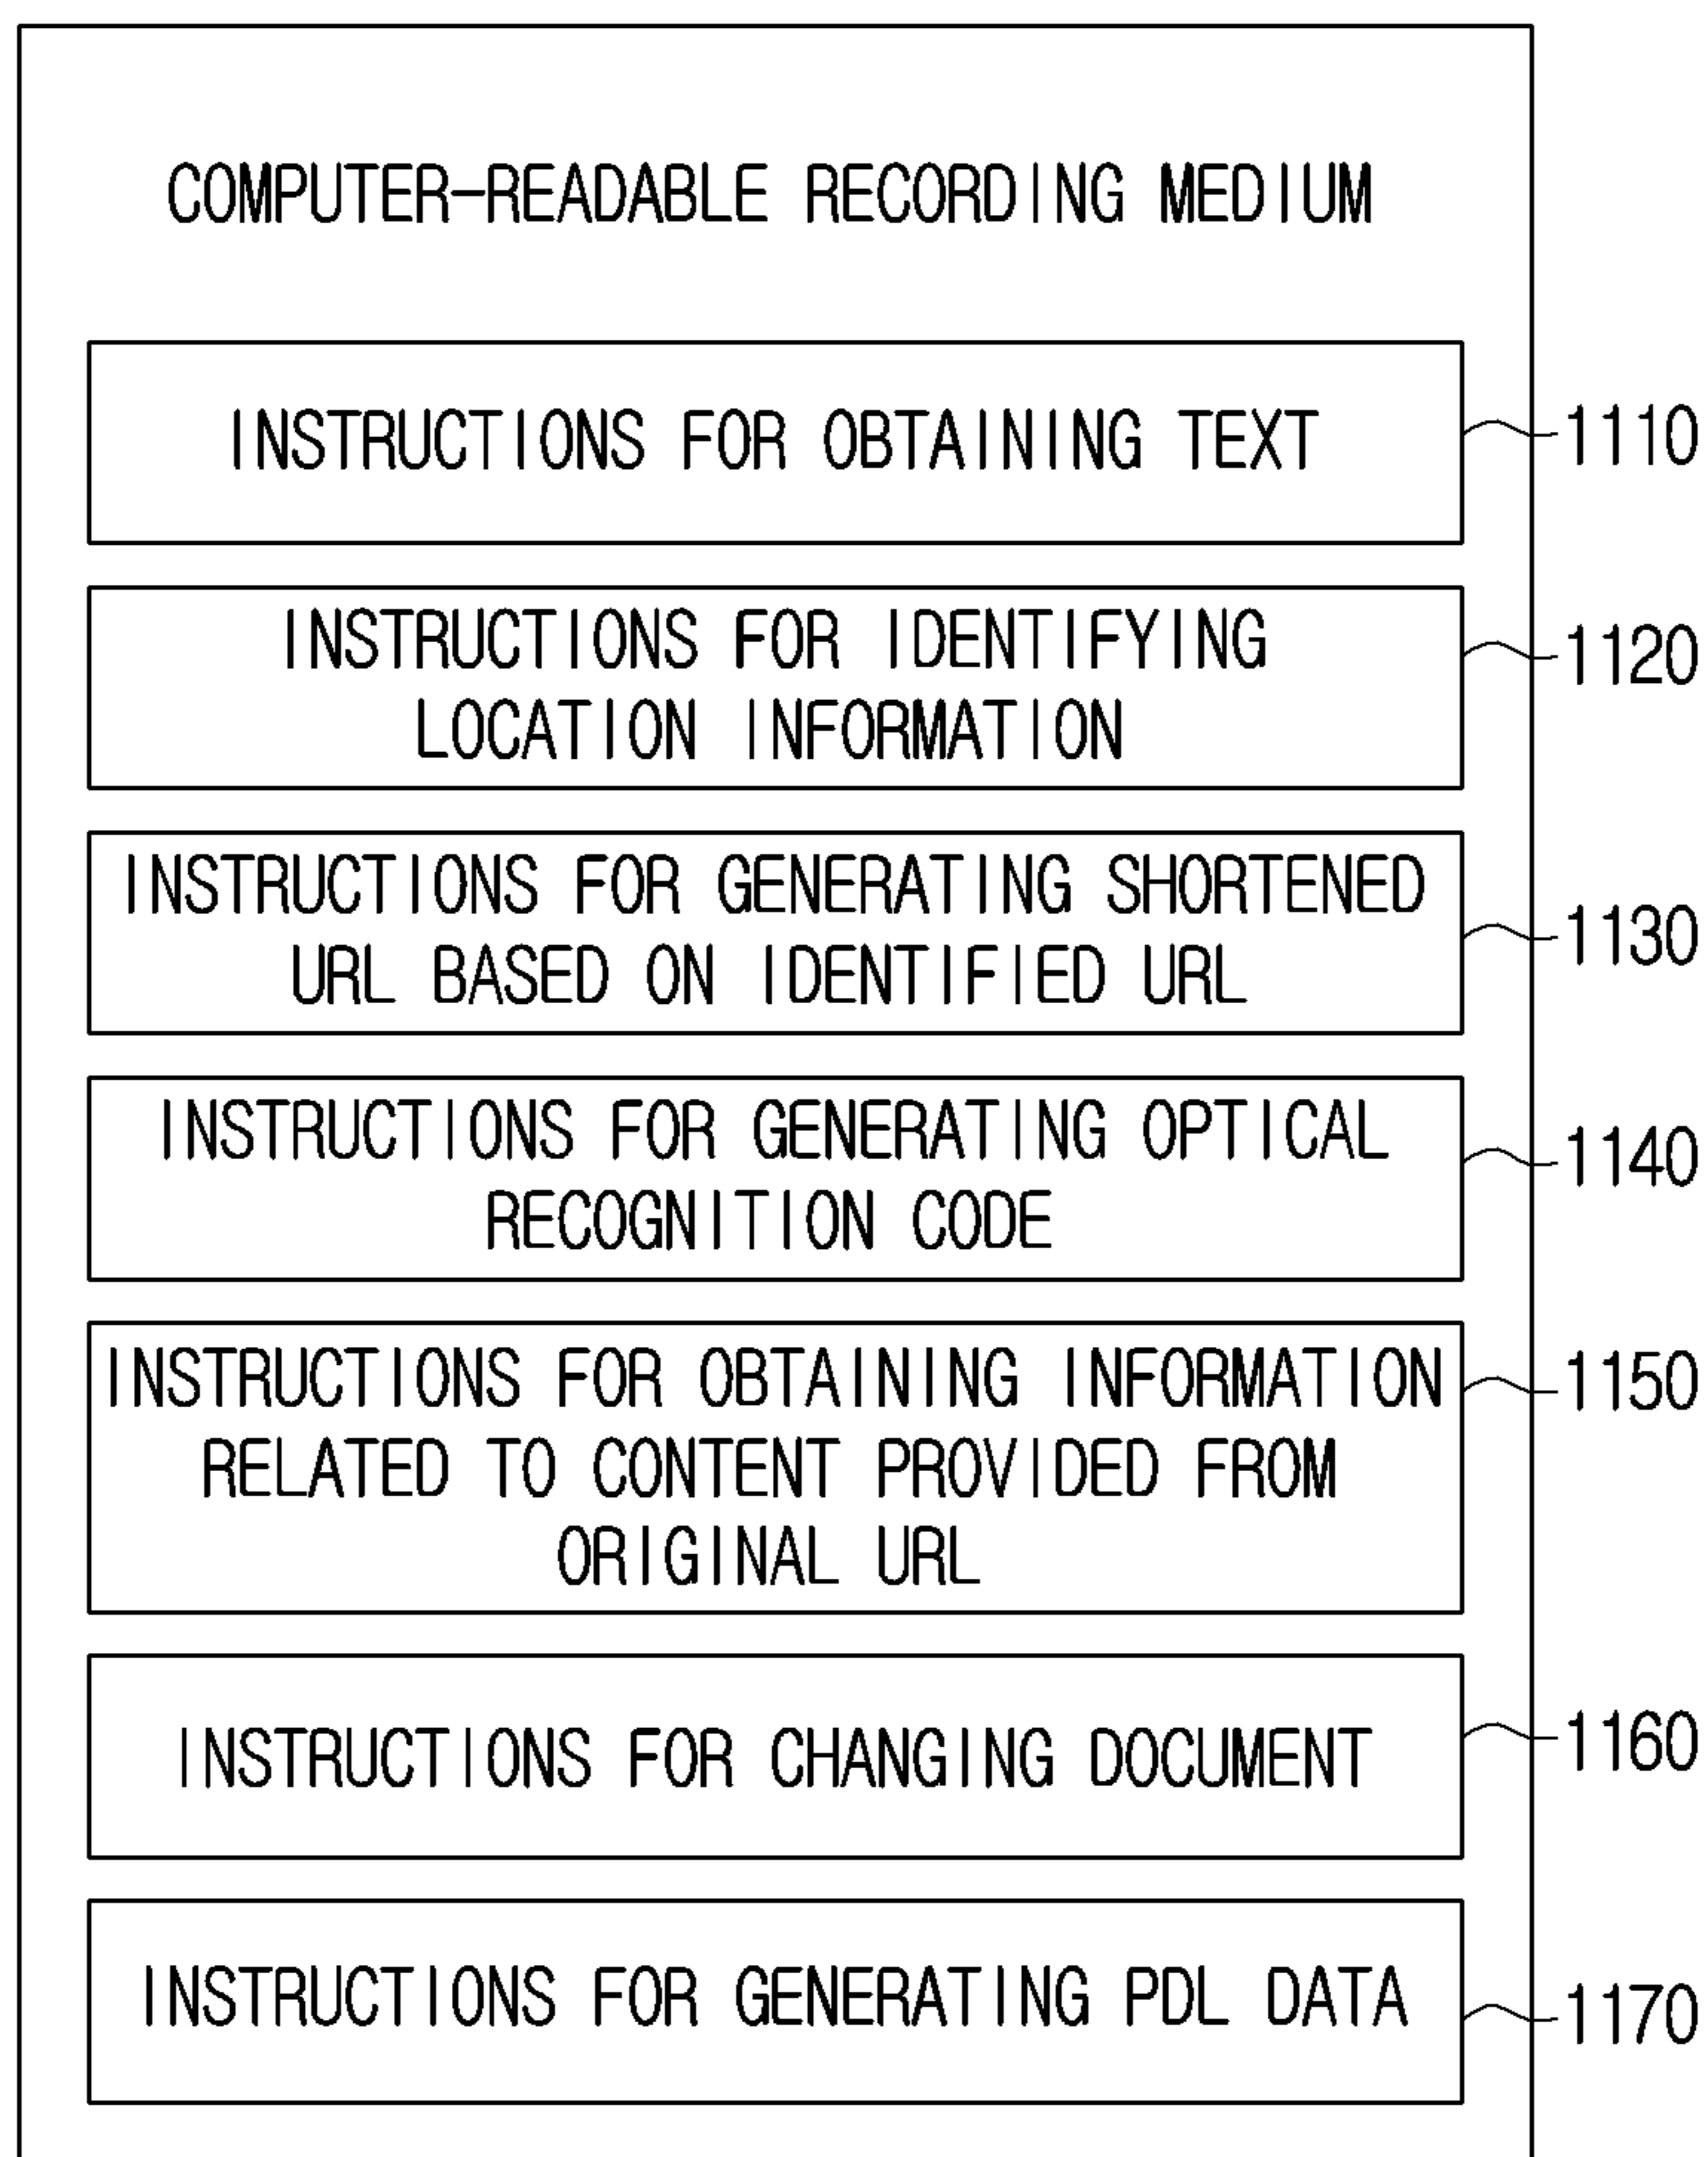 COMPUTER-READABLE RECORDING MEDIUM
INSTRUCTIONS FOR OBTAINING TEXT
1110
INSTRUCTIONS FOR IDENTIFYING
LOCATION INFORMATION
1120
INSTRUCTIONS FOR GENERATING SHORTENED
URL BASED ON IDENTIFIED URL
1130
INSTRUCTIONS FOR GENERATING OPTICAL
RECOGNITION CODE
1140
INSTRUCTIONS FOR OBTAINING INFORMATION
RELATED TO CONTENT PROVIDED FROM
ORIGINAL URL
1150
INSTRUCTIONS FOR CHANGING DOCUMENT
1160
INSTRUCTIONS FOR GENERATING PDL DATA
1170